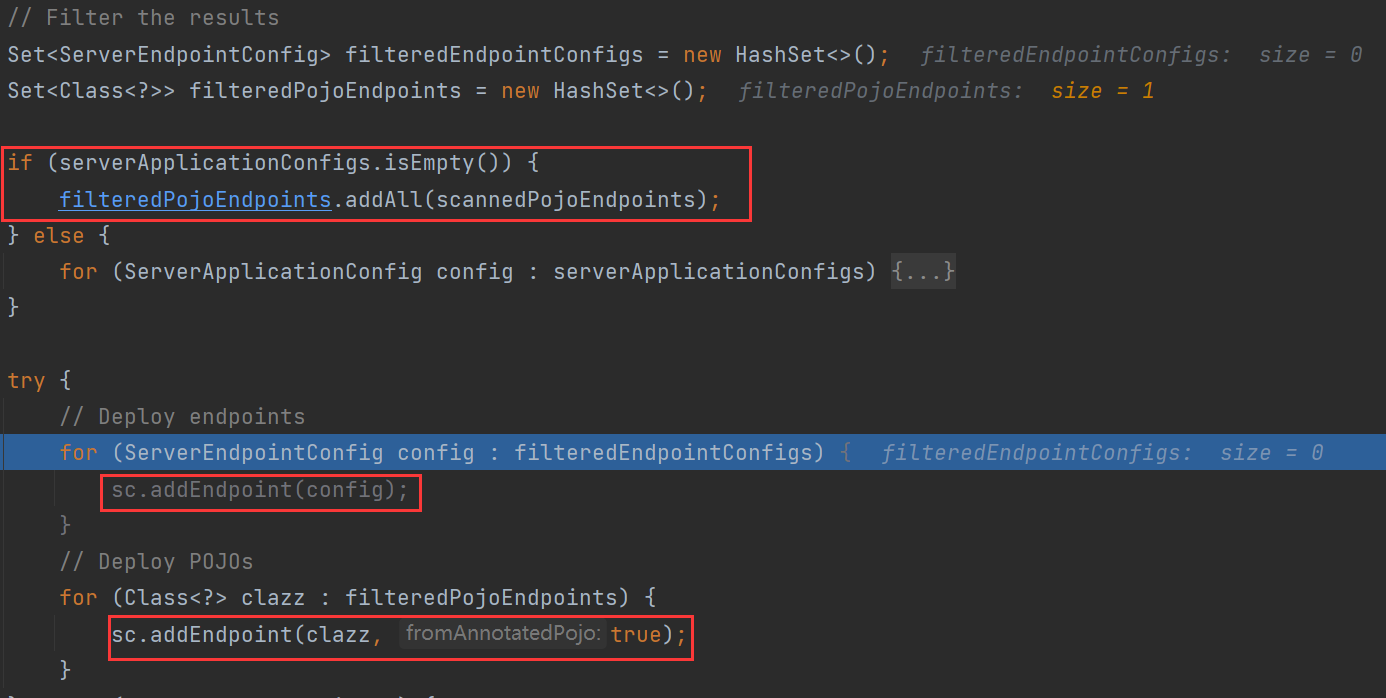 // Filter the results
Set<ServerEndpointConfig> filteredEndpointConfigs = new HashSet<>();   filteredEndpointConfigs:  size = 0
Set<Class<?>> filteredPojoEndpoints = new HashSet<>();   filteredPojoEndpoints:  size = 1
if (serverApplicationConfigs.isEmpty()) {
    filteredPojoEndpoints.addAll(scannedPojoEndpoints);
} else {
    for (ServerApplicationConfig config : serverApplicationConfigs) {...}
}
try {
    // Deploy endpoints
    for (ServerEndpointConfig config : filteredEndpointConfigs) {   filteredEndpointConfigs:  size = 0
        sc.addEndpoint(config);
    }
    // Deploy POJOs
    for (Class<?> clazz : filteredPojoEndpoints) {
        sc.addEndpoint(clazz, fromAnnotatedPojo: true);
    }